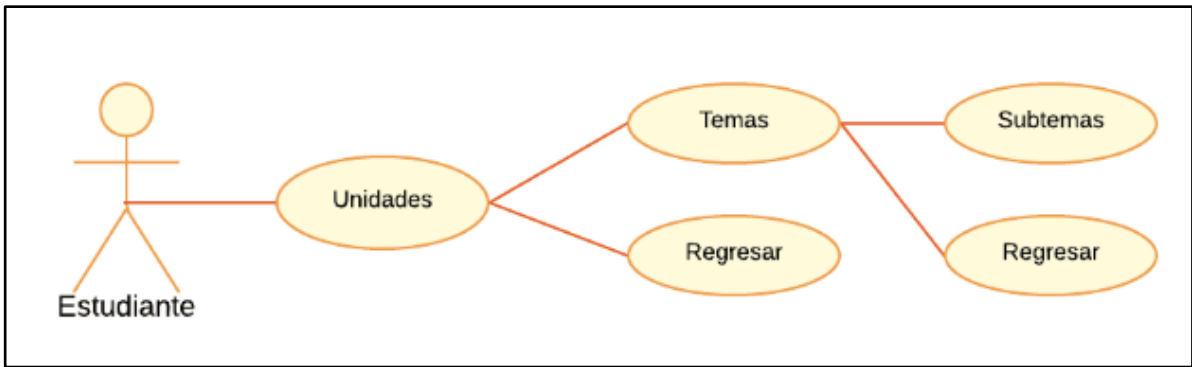 Temas
Subtemas
Unidades
Regresar
Regresar
Estudiante